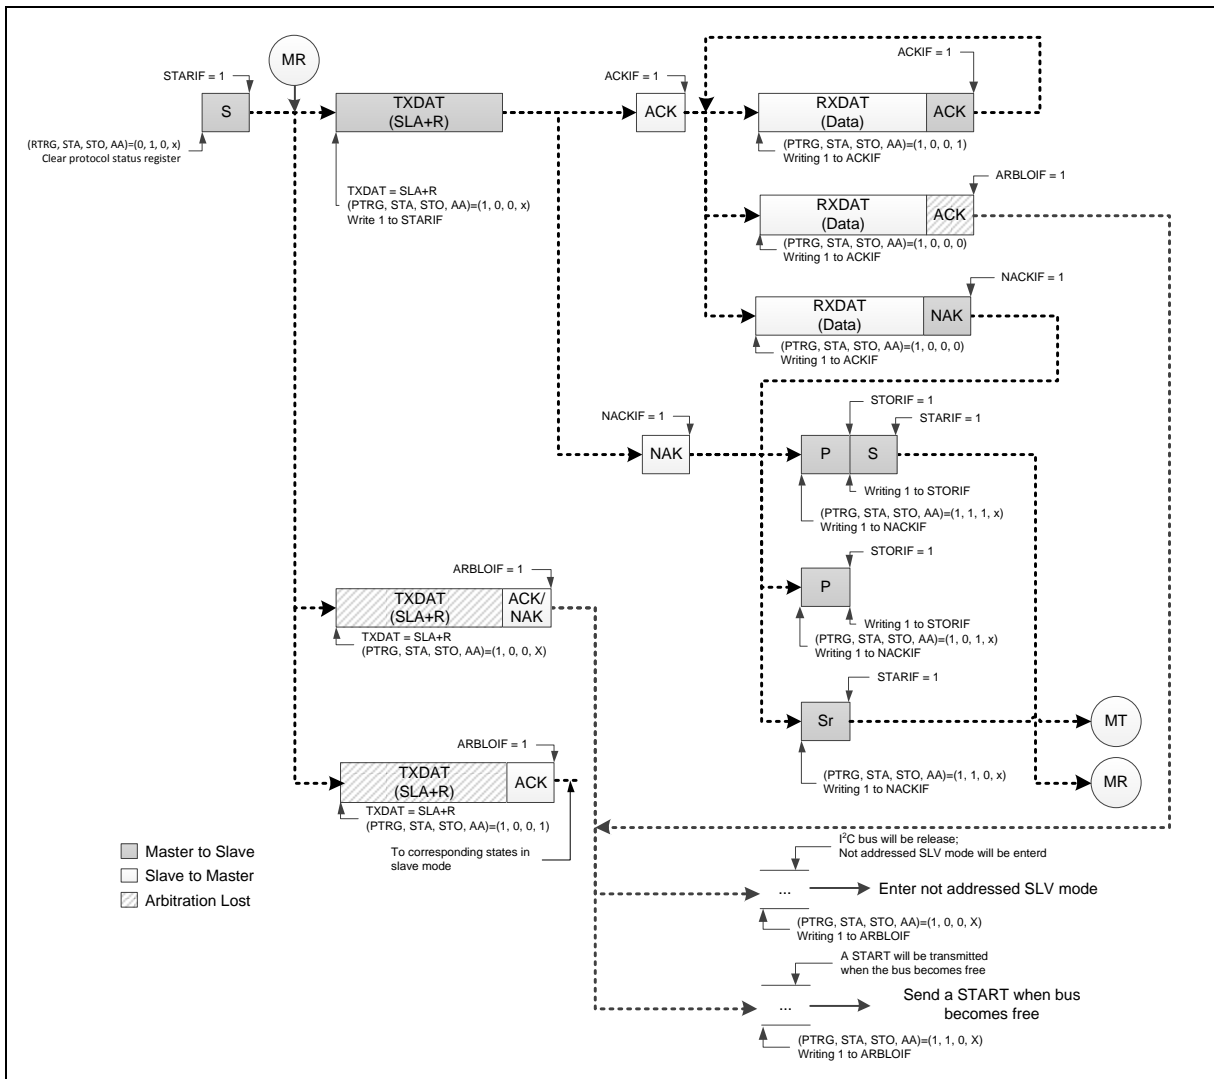 MR
STARIF = 1
S
(RTRG, STA, STO, AA)=(0, 1, 0, x)
Clear protocol status register
TXDAT
(SLA+R)
TXDAT = SLA+R
(PTRG, STA, STO, AA)=(1, 0, 0, x)
Write 1 to STARIF
ACKIF = 1
ACK
ACKIF = 1
RXDAT
(Data)
ACK
(PTRG, STA, STO, AA)=(1, 0, 0, 1)
Writing 1 to ACKIF
ARBLOIF = 1
RXDAT
(Data)
ACK
(PTRG, STA, STO, AA)=(1, 0, 0, 0)
Writing 1 to ACKIF
NACKIF = 1
RXDAT
(Data)
NAK
(PTRG, STA, STO, AA)=(1, 0, 0, 0)
Writing 1 to ACKIF
NACKIF = 1
NAK
STORIF = 1
STARIF = 1
P
S
Writing 1 to STORIF
(PTRG, STA, STO, AA)=(1, 1, 1, x)
Writing 1 to NACKIF
STORIF = 1
P
Writing 1 to STORIF
(PTRG, STA, STO, AA)=(1, 0, 1, x)
Writing 1 to NACKIF
STARIF = 1
Sr
(PTRG, STA, STO, AA)=(1, 1, 0, x)
Writing 1 to NACKIF
MT
MR
ARBLOIF = 1
TXDAT
(SLA+R)
ACK/
NAK
TXDAT = SLA+R
(PTRG, STA, STO, AA)=(1, 0, 0, X)
ARBLOIF = 1
TXDAT
(SLA+R)
ACK
TXDAT = SLA+R
(PTRG, STA, STO, AA)=(1, 0, 0, 1)
To corresponding states in
slave mode
Master to Slave
Slave to Master
Arbitration Lost
I²C bus will be release;
Not addressed SLV mode will be enterd
...
Enter not addressed SLV mode
(PTRG, STA, STO, AA)=(1, 0, 0, X)
Writing 1 to ARBLOIF
A START will be transmitted
when the bus becomes free
...
Send a START when bus
becomes free
(PTRG, STA, STO, AA)=(1, 1, 0, X)
Writing 1 to ARBLOIF